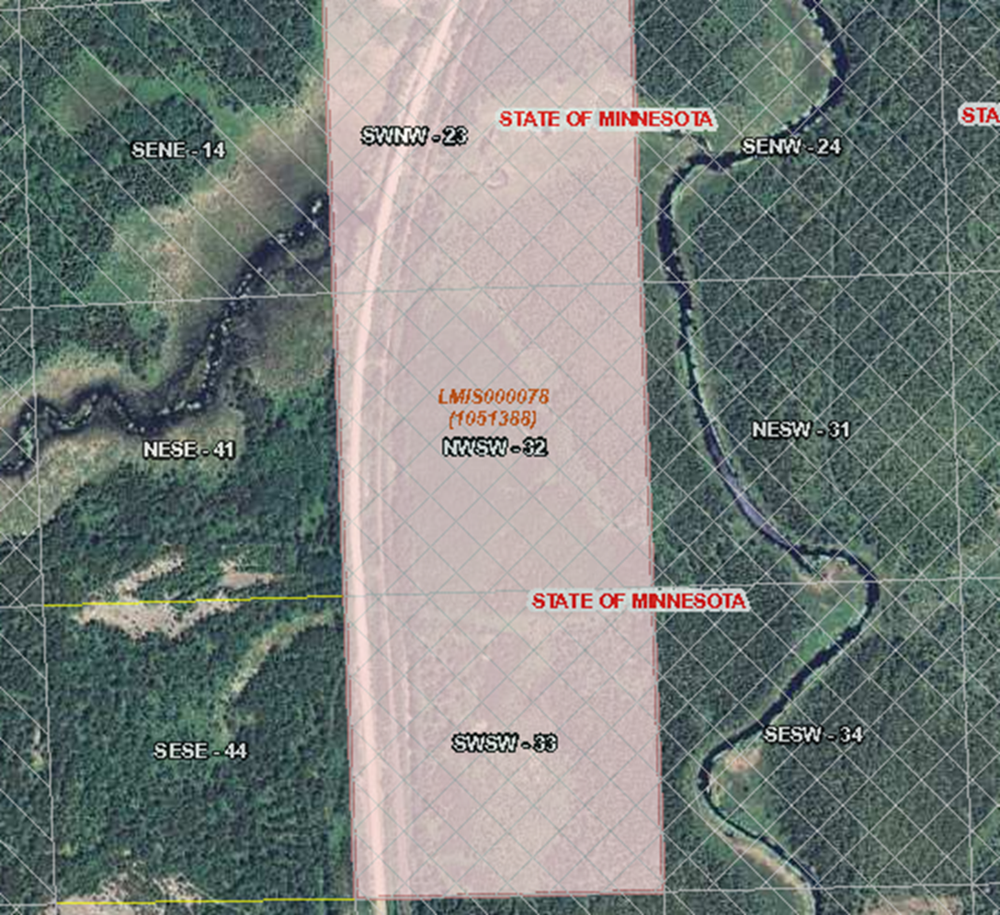 STATE OF MINNESOTA
STA
SWNW - 23
SENE - 14
SENW - 24
LMIS000078
(1051388)
NWSW - 32
NESE - 41
NESW - 31
STATE OF MINNESOTA
SWSW - 33
SESE - 44
SESW - 34